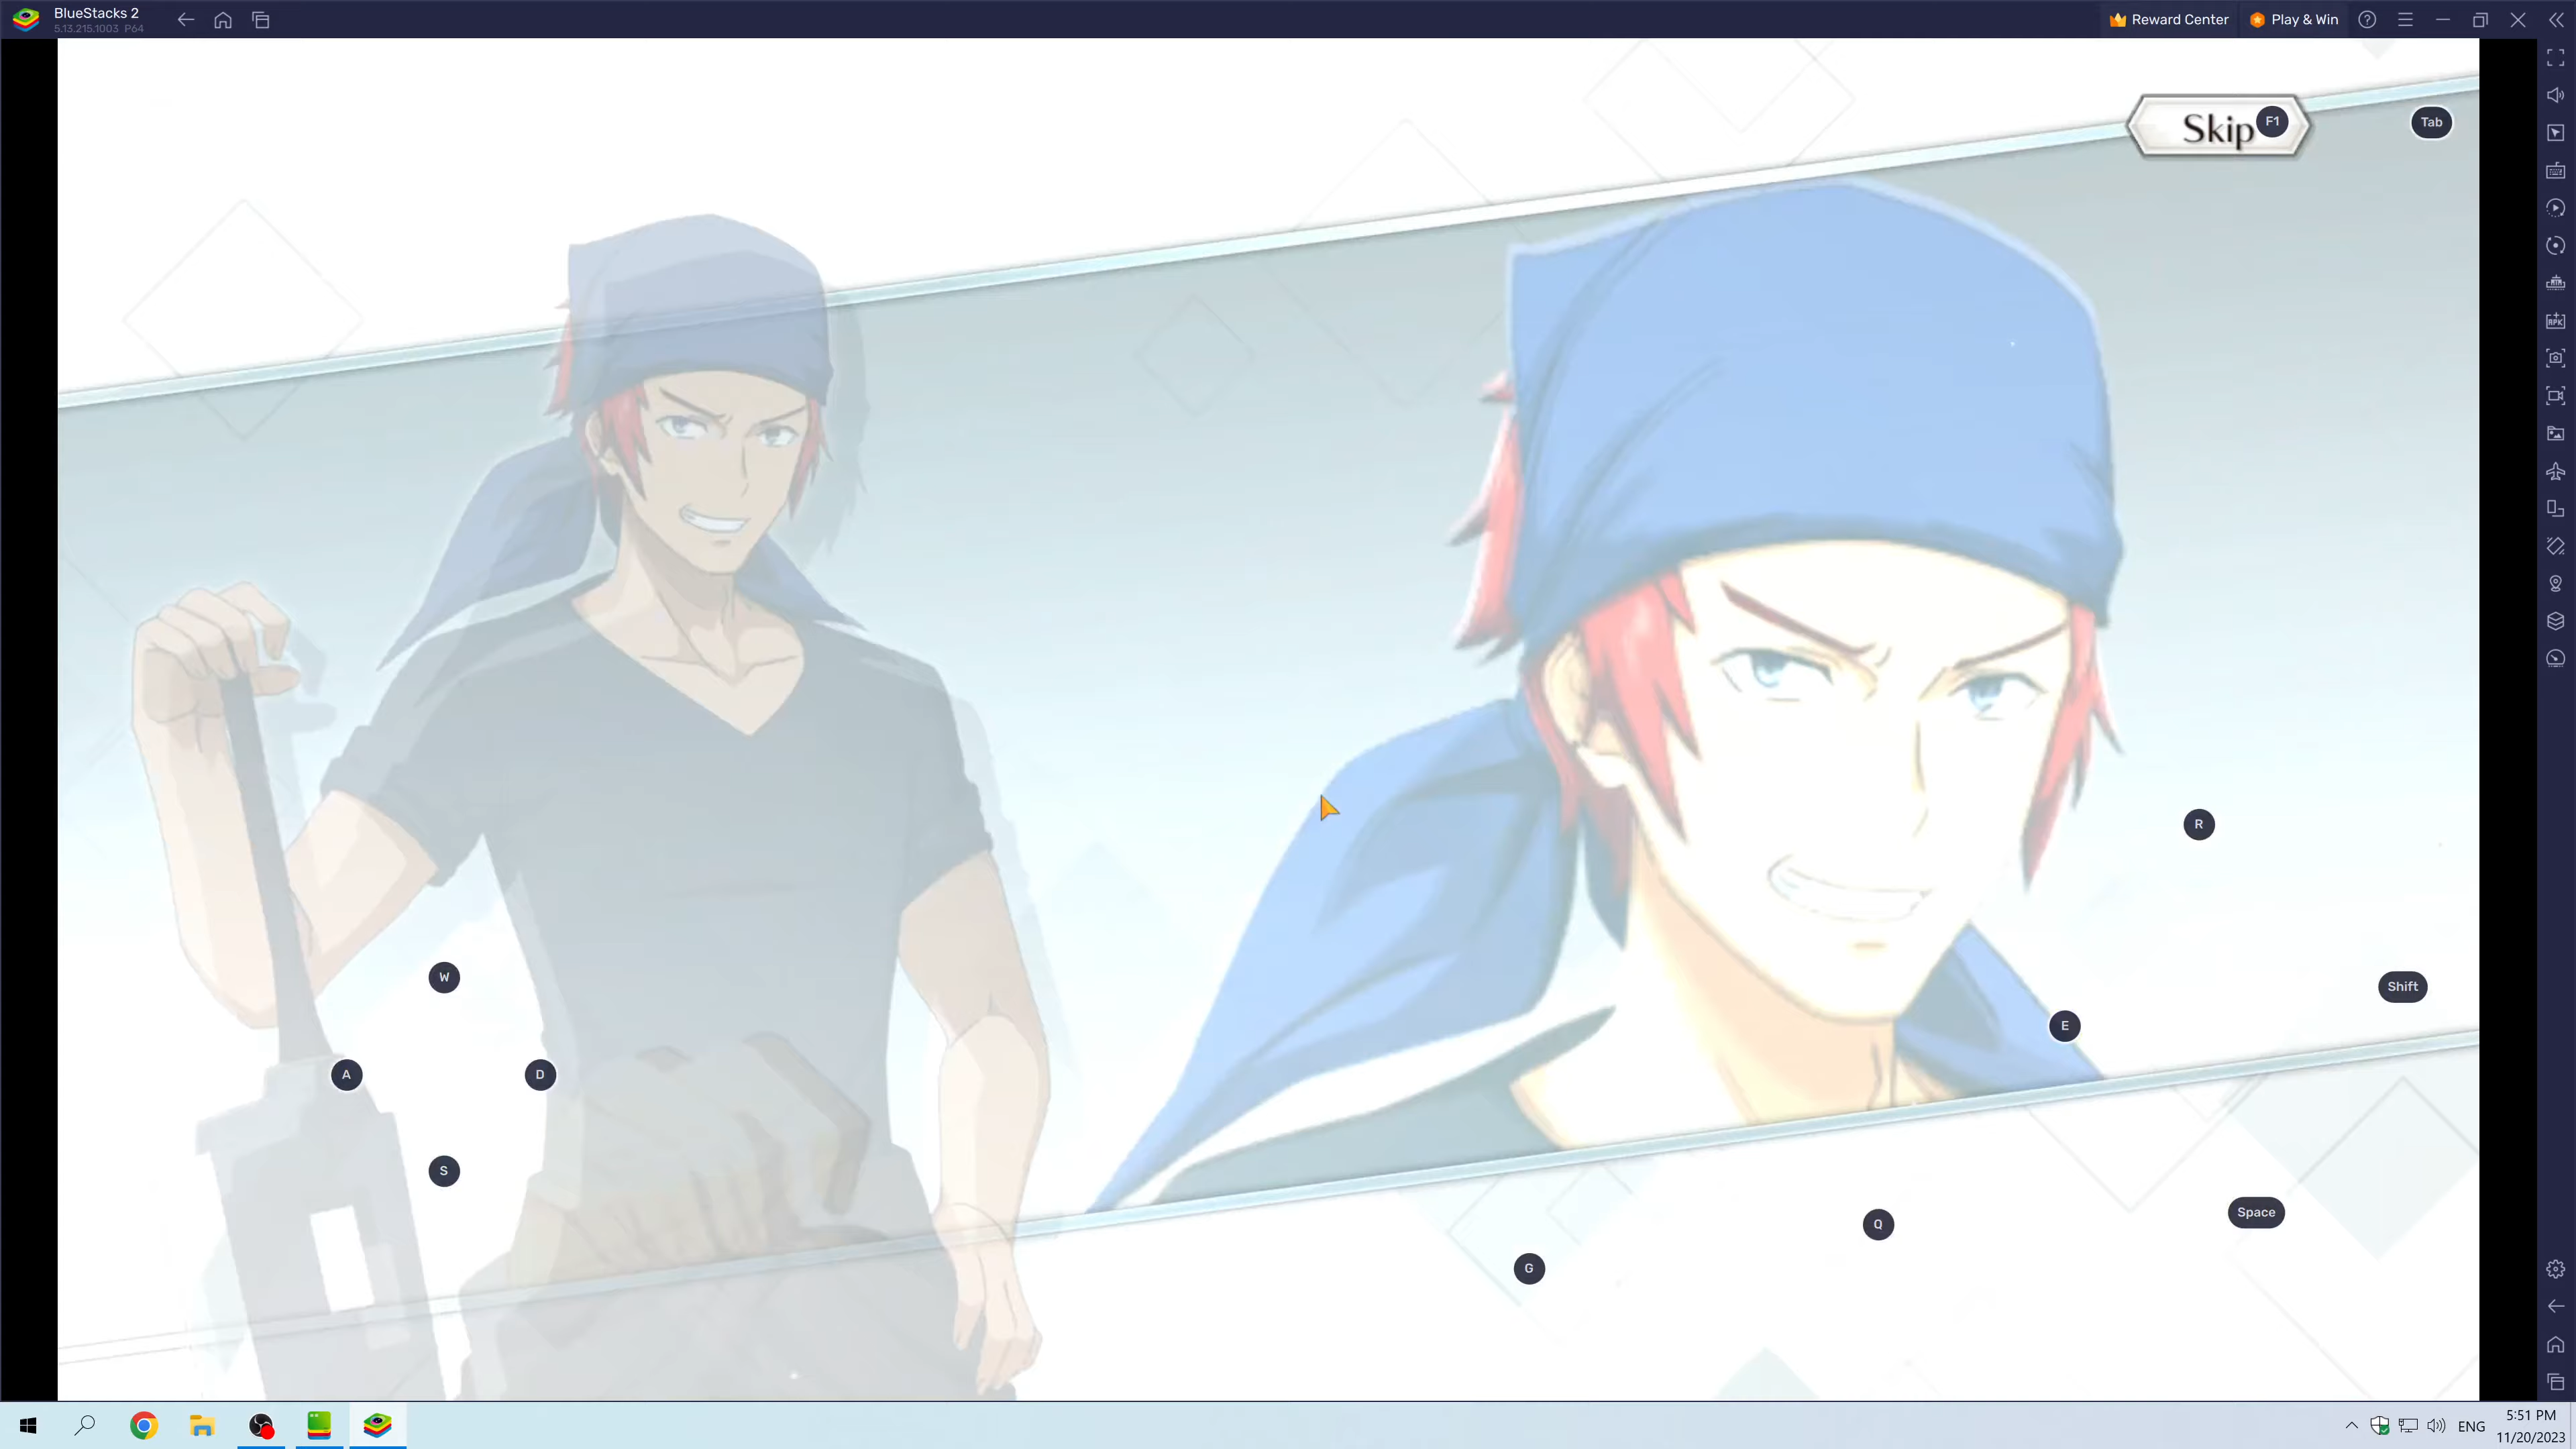 BlueStacks 2
5.13.215.1003 P64
Reward Center
Play & Win
Skip
F1
Tab
APK
R
W
Shift
E
A
D
S
Space
Q
G
ENG
5:51 PM
11/20/2023